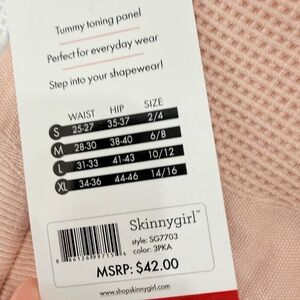 Tummy toning panel
Perfect for everyday wear
Step into your shapewear!
WAIST HIP SIZE
S 25-27 35-37 2/4
M 28-30 38-40 6/8
L 31-33 41-43 10/12
XL 34-36 44-46 14/16
Skinnygirl™
style: SG7703
color: 3PKA
MSRP: $42.00
www.shopskinnygirl.com